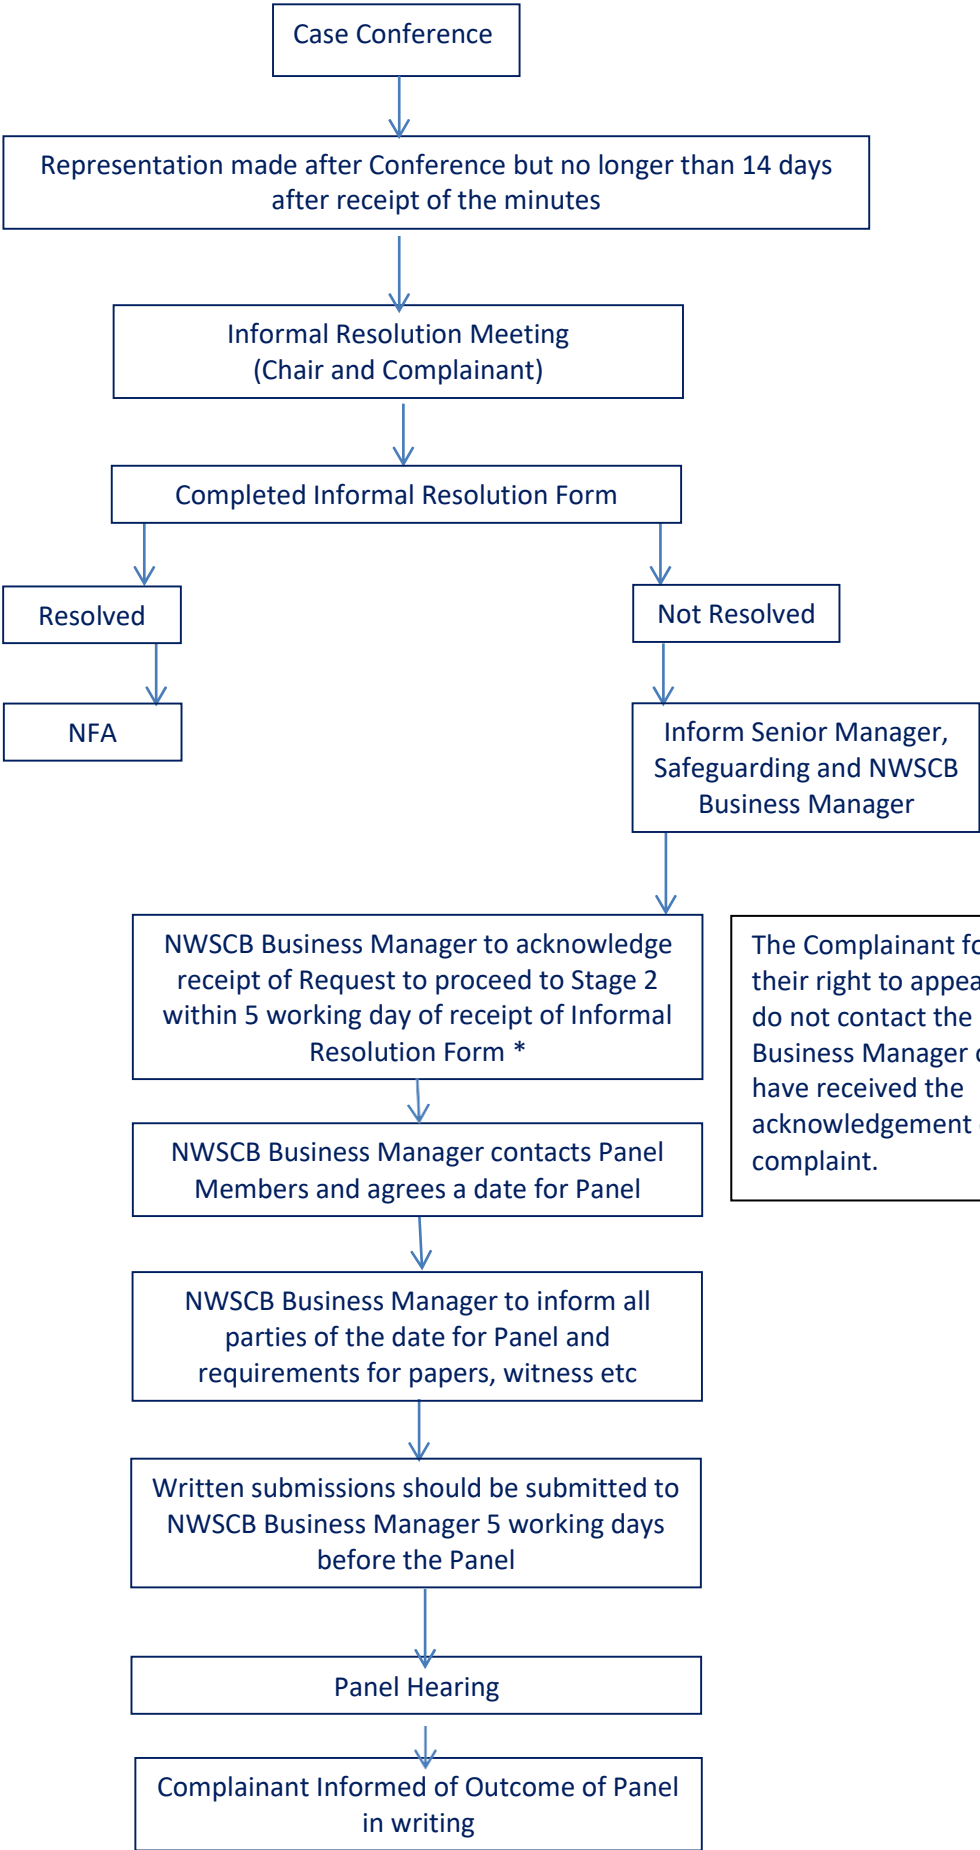 Case Conference
Representation made after Conference but no longer than 14 days
after receipt of the minutes
Informal Resolution Meeting
(Chair and Complainant)
Completed Informal Resolution Form
Resolved
Not Resolved
NFA
Inform Senior Manager,
Safeguarding and NWSCB
Business Manager
NWSCB Business Manager to acknowledge
receipt of Request to proceed to Stage 2
within 5 working day of receipt of Informal
Resolution Form *
The Complainant
their right to
do not contact the
Business Manager
have received the
acknowledgement
complaint.
NWSCB Business Manager contacts Panel
Members and agrees a date for Panel
NWSCB Business Manager to inform all
parties of the date for Panel and
requirements for papers, witness etc
Written submissions should be submitted to
NWSCB Business Manager 5 working days
before the Panel
Panel Hearing
Complainant Informed of Outcome of Panel
in writing